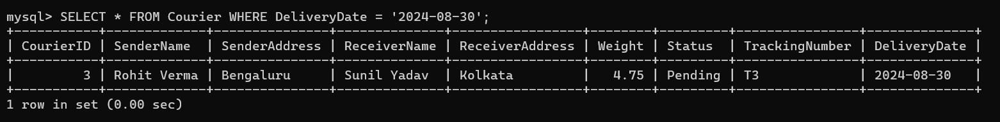 mysql> SELECT * FROM Courier WHERE DeliveryDate = '2024-08-30';
+-----------+-------------+---------------+--------------+-----------------+--------+---------+----------------+--------------+
| CourierID | SenderName  | SenderAddress | ReceiverName | ReceiverAddress | Weight | Status  | TrackingNumber | DeliveryDate |
+-----------+-------------+---------------+--------------+-----------------+--------+---------+----------------+--------------+
|         3 | Rohit Verma | Bengaluru     | Sunil Yadav  | Kolkata         |   4.75 | Pending | T3             | 2024-08-30   |
+-----------+-------------+---------------+--------------+-----------------+--------+---------+----------------+--------------+
1 row in set (0.00 sec)